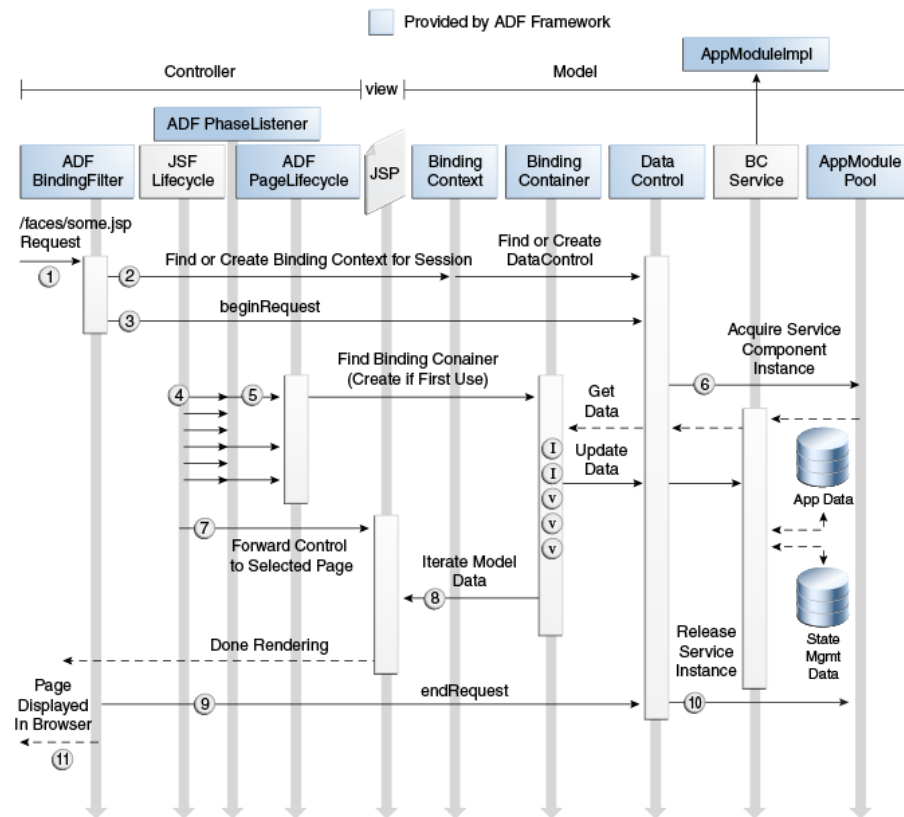 Provided by ADF Framework
AppModuleImpl
Controller
view
Model
ADF PhaseListener
ADF
BindingFilter
JSF
Lifecycle
ADF
PageLifecycle
JSP
Binding
Context
Binding
Container
Data
Control
BC
Service
AppModule
Pool
/faces/some.jsp
Request
1
2
Find or Create Binding Context for Session
Find or Create
DataControl
3
beginRequest
Acquire Service
Component
Instance
6
Find Binding Conainer
(Create if First Use)
4
5
Get
Data
I
I
v
v
v
Update
Data
App Data
7
Forward Control
to Selected Page
Iterate Model
Data
8
State
Mgmt
Data
Release
Service
Instance
Done Rendering
Page
Displayed
In Browser
9
endRequest
10
11